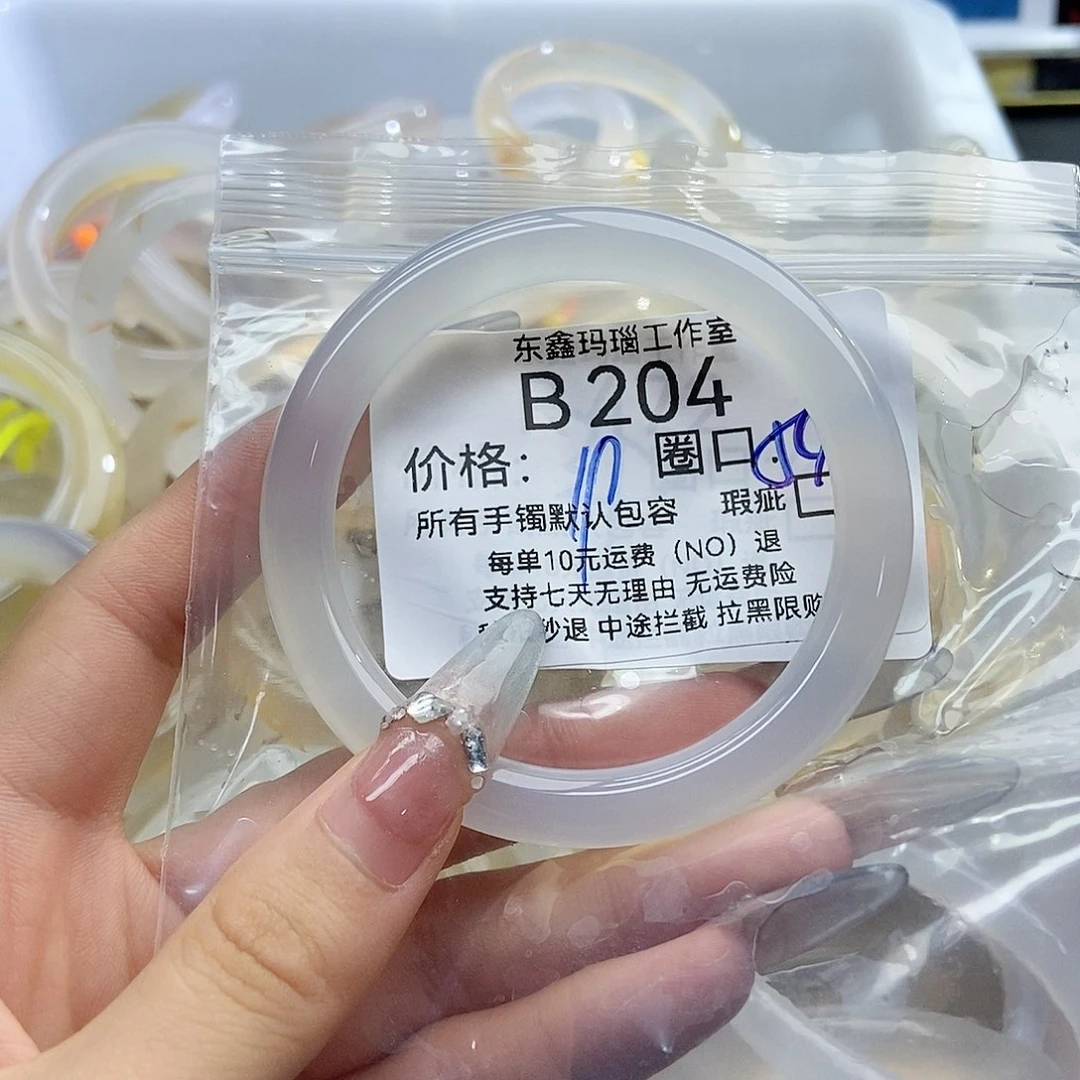 东鑫玛瑙工作室
B204
价格: 圈口:54
所有手镯默认包容 瑕疵
每单10元运费（NO）退
支持七天无理由 无运费险
秒退 中途拦截 拉黑限购